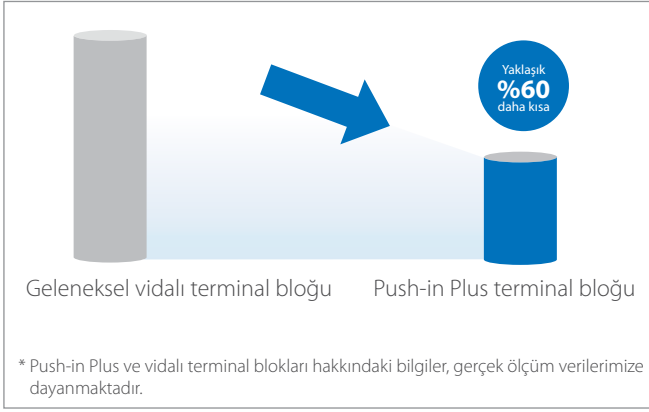 Yaklaşık
%60
daha kısa
Geleneksel vidalı terminal bloğu
Push-in Plus terminal bloğu
* Push-in Plus ve vidalı terminal blokları hakkındaki bilgiler, gerçek ölçüm verilerimize
dayanmaktadır.